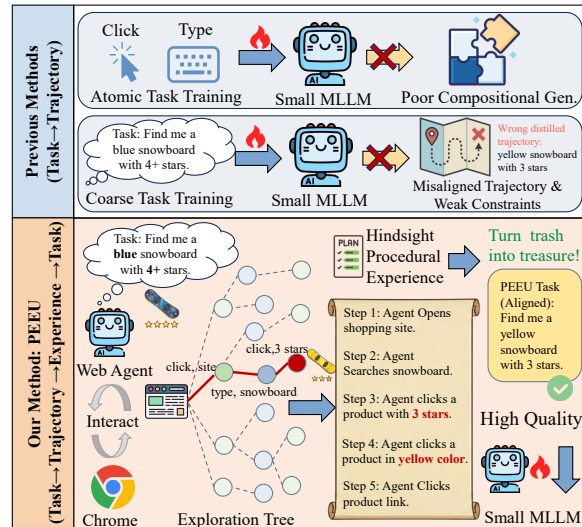 Previous Methods
(Task→Trajectory)
Click
Type
Atomic Task Training
AI
Small MLLM
Poor Compositional Gen.
Task: Find me a
blue snowboard
with 4+ stars.
Coarse Task Training
AI
Small MLLM
Wrong distilled
trajectory:
yellow snowboard
with 3 stars
Misaligned Trajectory &
Weak Constraints
Our Method: PEEU
(Task→Trajectory→Experience→Task)
Task: Find me a
blue snowboard
with 4+ stars.
AI
Web Agent
Interact
Chrome
click, site
click,3 stars
type, snowboard
Exploration Tree
PLAN
Hindsight
Procedural
Experience
Step 1: Agent Opens
shopping site.
Step 2: Agent
Searches snowboard.
Step 3: Agent clicks a
product with 3 stars.
Step 4: Agent clicks a
product in yellow color.
Step 5: Agent Clicks
product link.
Turn trash
into treasure!
PEEU Task
(Aligned):
Find me a
yellow
snowboard
with 3 stars.
High Quality
AI
Small MLLM